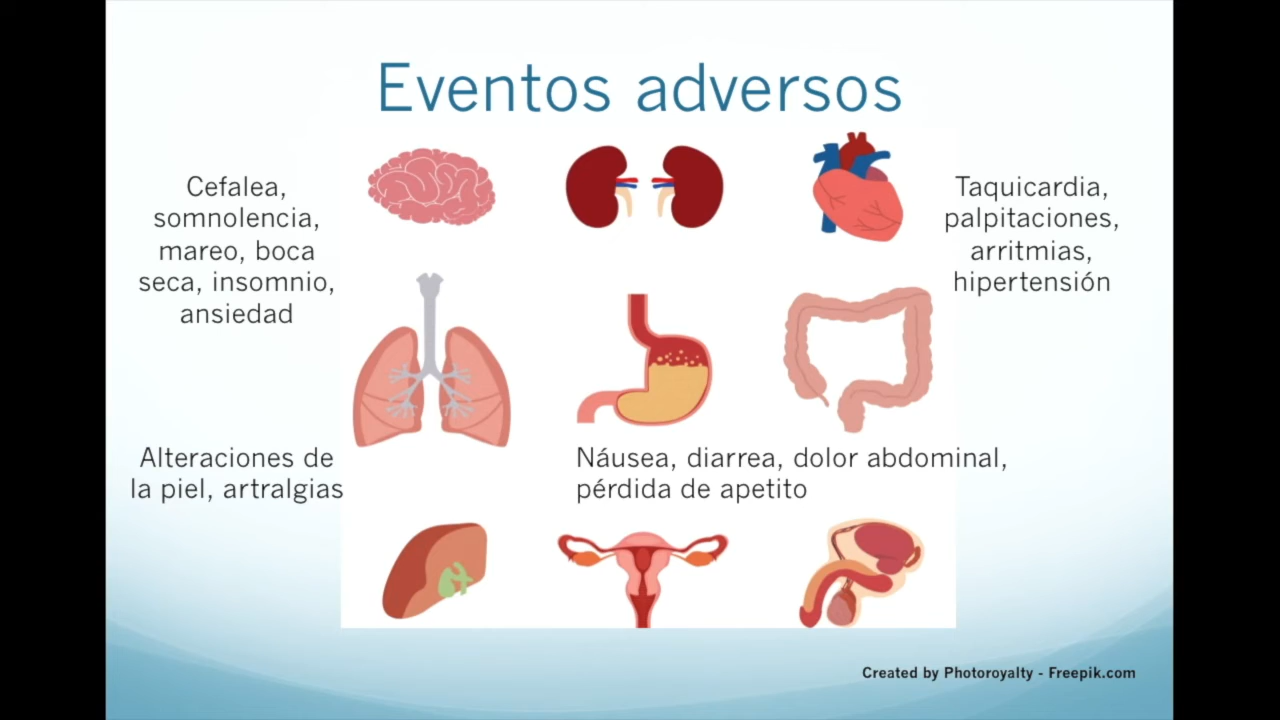 Eventos adversos
Cefalea,
somnolencia,
mareo, boca
seca, insomnio,
ansiedad
Taquicardia,
palpitaciones,
arritmias,
hipertensión
Alteraciones de
la piel, artralgias
Náusea, diarrea, dolor abdominal,
pérdida de apetito
Created by Photoroyalty - Freepik.com